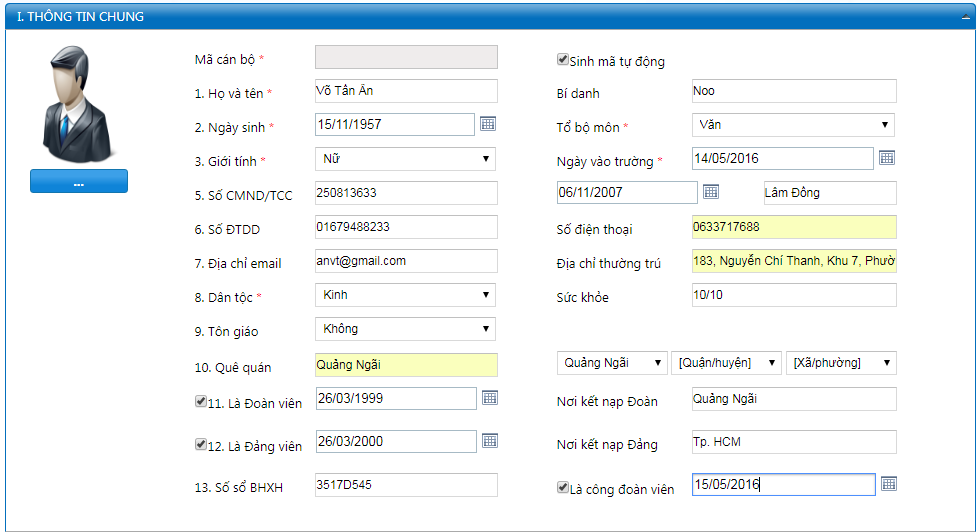 I. THÔNG TIN CHUNG
Mã cán bộ *
Sinh mã tự động
1. Họ và tên * Võ Tân Ân
Bí danh Noo
2. Ngày sinh * 15/11/1957
Tổ bộ môn * Văn
3. Giới tính * Nữ
Ngày vào trường * 14/05/2016
...
5. Số CMND/TCC 250813633
06/11/2007 Lâm Đồng
6. Số ĐTDD 01679488233
Số điện thoại 0633717688
7. Địa chỉ email anvt@gmail.com
Địa chỉ thường trú 183, Nguyễn Chí Thanh, Khu 7, Phườ
8. Dân tộc * Kinh
Sức khỏe 10/10
9. Tôn giáo Không
10. Quê quán Quảng Ngãi
Quảng Ngãi [Quận/huyện] [Xã/phường]
11. Là Đoàn viên 26/03/1999
Nơi kết nạp Đoàn Quảng Ngãi
12. Là Đảng viên 26/03/2000
Nơi kết nạp Đảng Tp. HCM
13. Số sổ BHXH 3517D545
Là công đoàn viên 15/05/2016